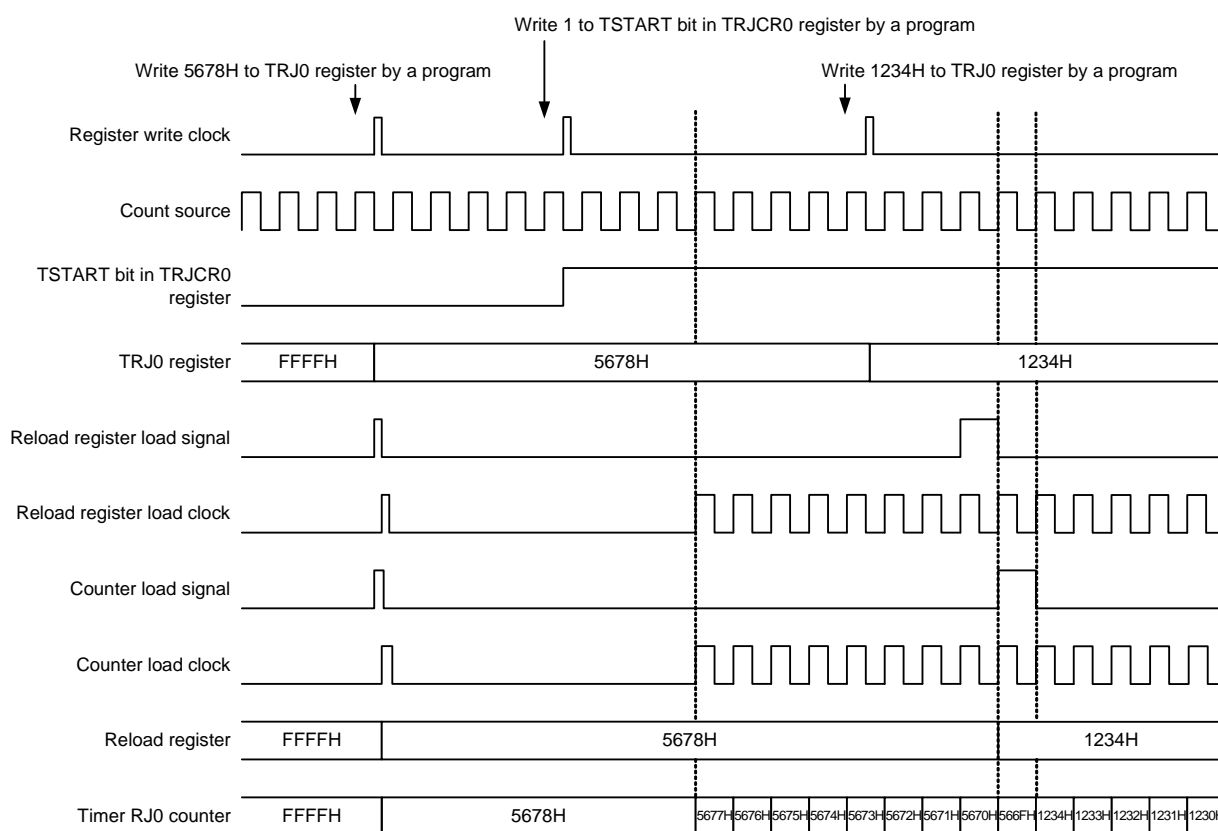 Write 1 to TSTART bit in TRJCR0 register by a program
Write 5678H to TRJ0 register by a program
Write 1234H to TRJ0 register by a program
Register write clock
Count source
TSTART bit in TRJCR0
register
TRJ0 register FFFFH 5678H 1234H
Reload register load signal
Reload register load clock
Counter load signal
Counter load clock
Reload register FFFFH 5678H 1234H
Timer RJ0 counter FFFFH 5678H 5677H 5676H 5675H 5674H 5673H 5672H 5671H 5670H 566FH 1234H 1233H 1232H 1231H 1230H